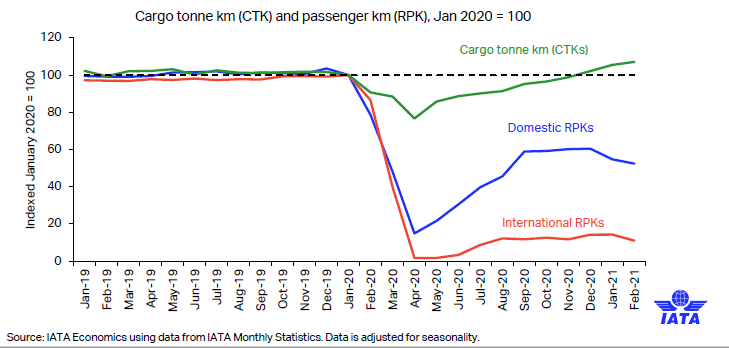 Cargo tonne km (CTK) and passenger km (RPK), Jan 2020 = 100
Indexed January 2020 = 100
120
100
80
60
40
20
0
Cargo tonne km (CTKs)
Domestic RPKs
International RPKs
Jan-19
Feb-19
Mar-19
Apr-19
May-19
Jun-19
Jul-19
Aug-19
Sep-19
Oct-19
Nov-19
Dec-19
Jan-20
Feb-20
Mar-20
Apr-20
May-20
Jun-20
Jul-20
Aug-20
Sep-20
Oct-20
Nov-20
Dec-20
Jan-21
Feb-21
IATA
Source: IATA Economics using data from IATA Monthly Statistics. Data is adjusted for seasonality.